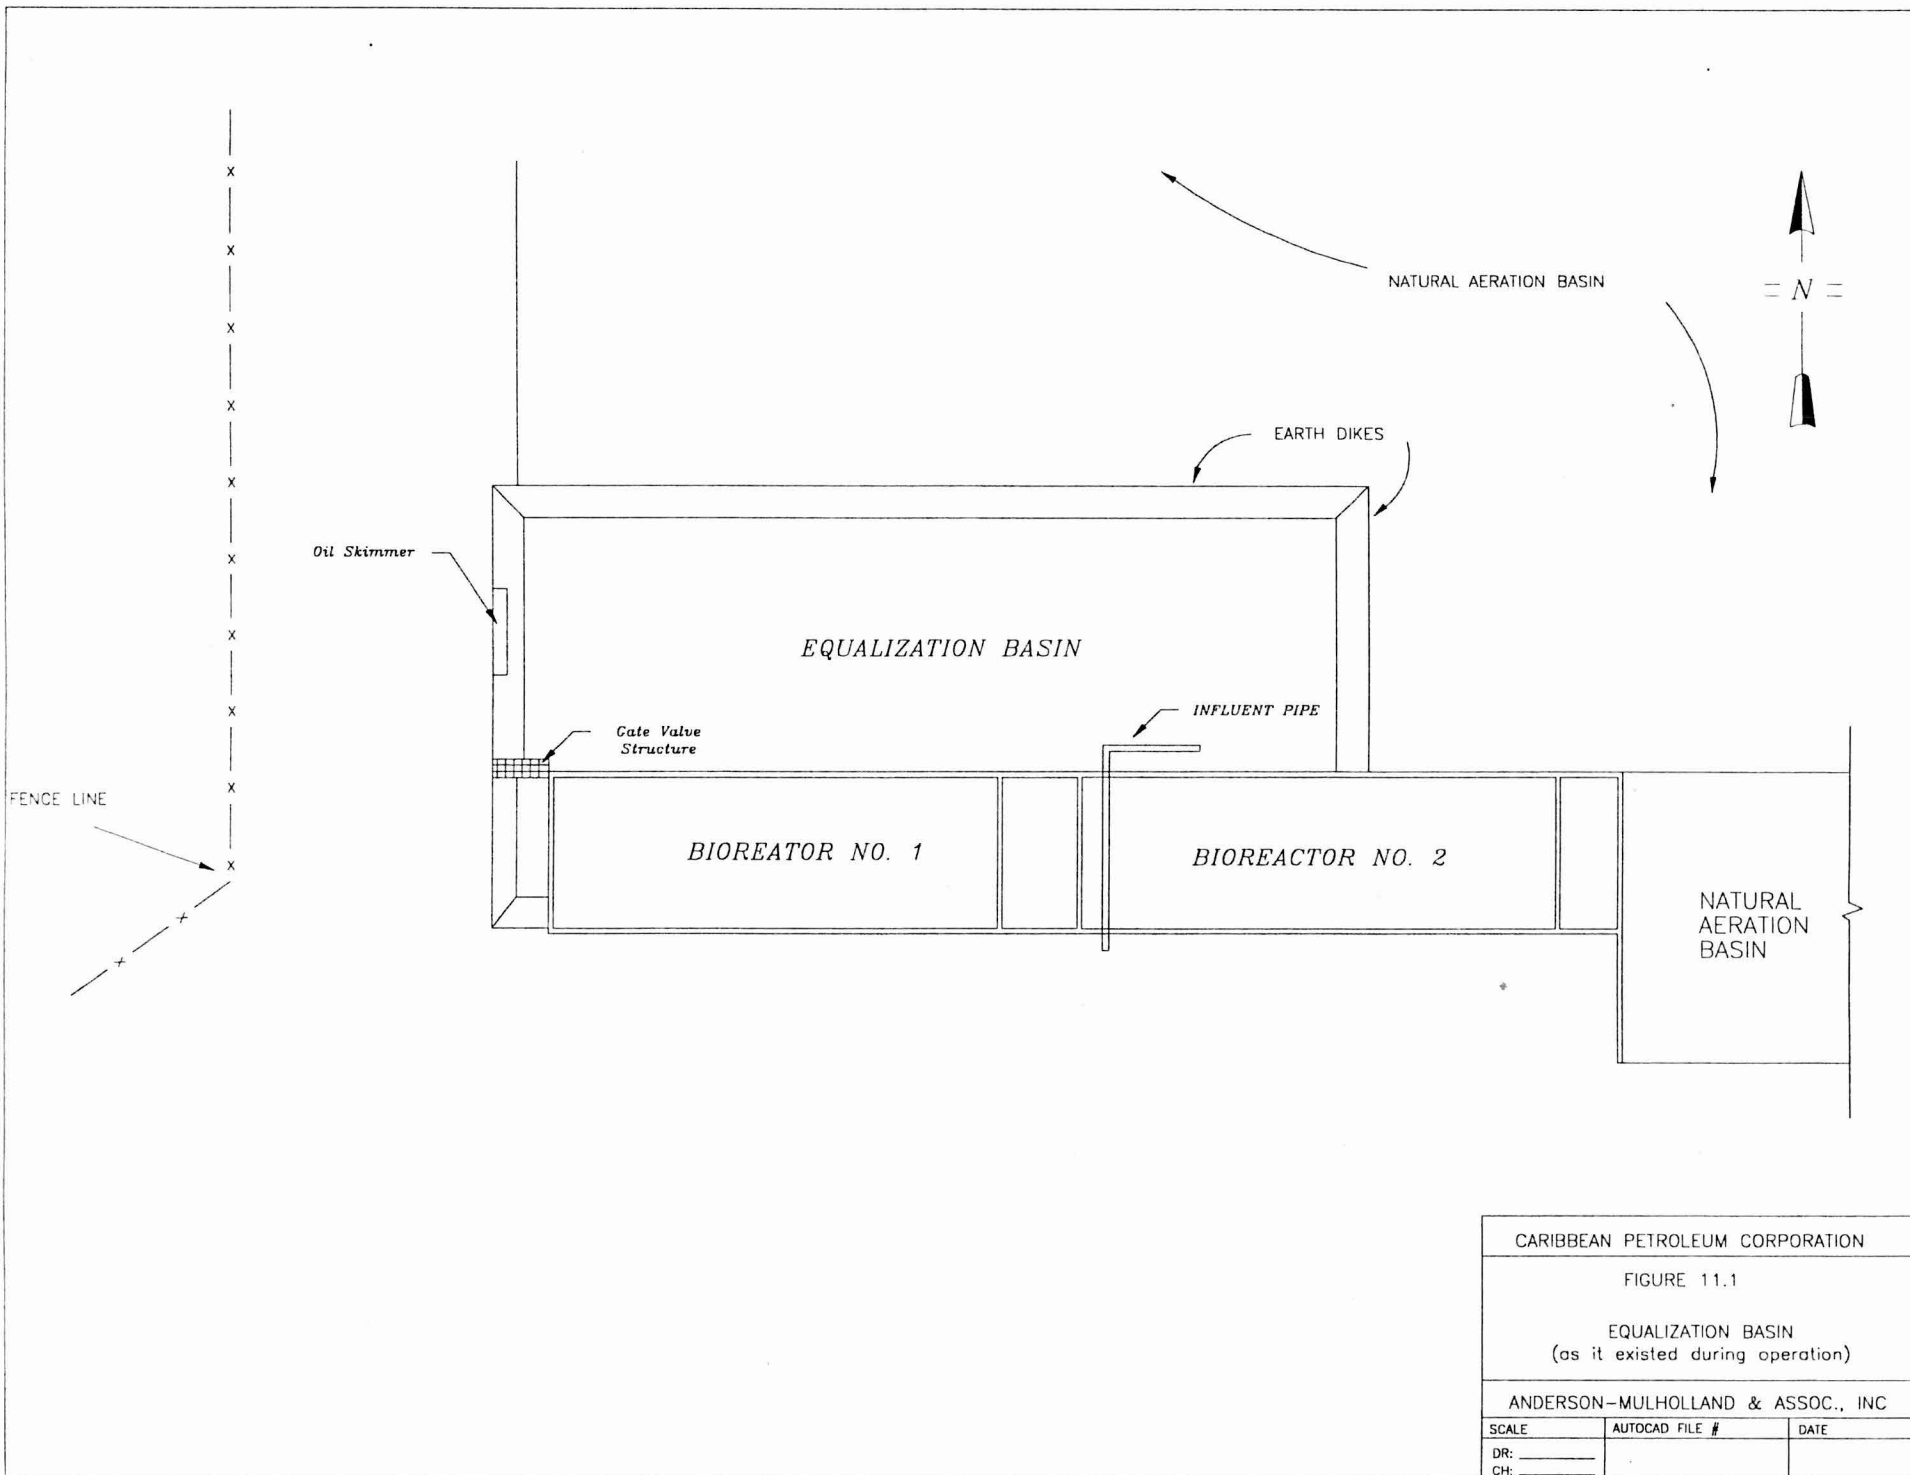 NATURAL AERATION BASIN
= N =
EARTH DIKES
Oil Skimmer
EQUALIZATION BASIN
INFLUENT PIPE
Gate Valve
Structure
FENCE LINE
BIOREATOR NO. 1
BIOREACTOR NO. 2
NATURAL
AERATION
BASIN
CARIBBEAN PETROLEUM CORPORATION
FIGURE 11.1
EQUALIZATION BASIN
(as it existed during operation)
ANDERSON-MULHOLLAND & ASSOC., INC
SCALE
AUTOCAD FILE #
DATE
DR:
CH: